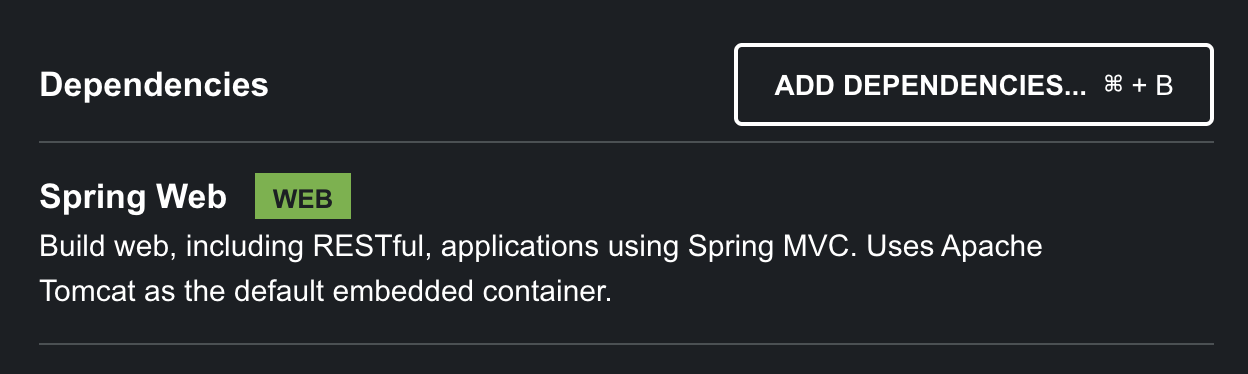 Dependencies
ADD DEPENDENCIES... ⌘ + B
Spring Web WEB
Build web, including RESTful, applications using Spring MVC. Uses Apache
Tomcat as the default embedded container.